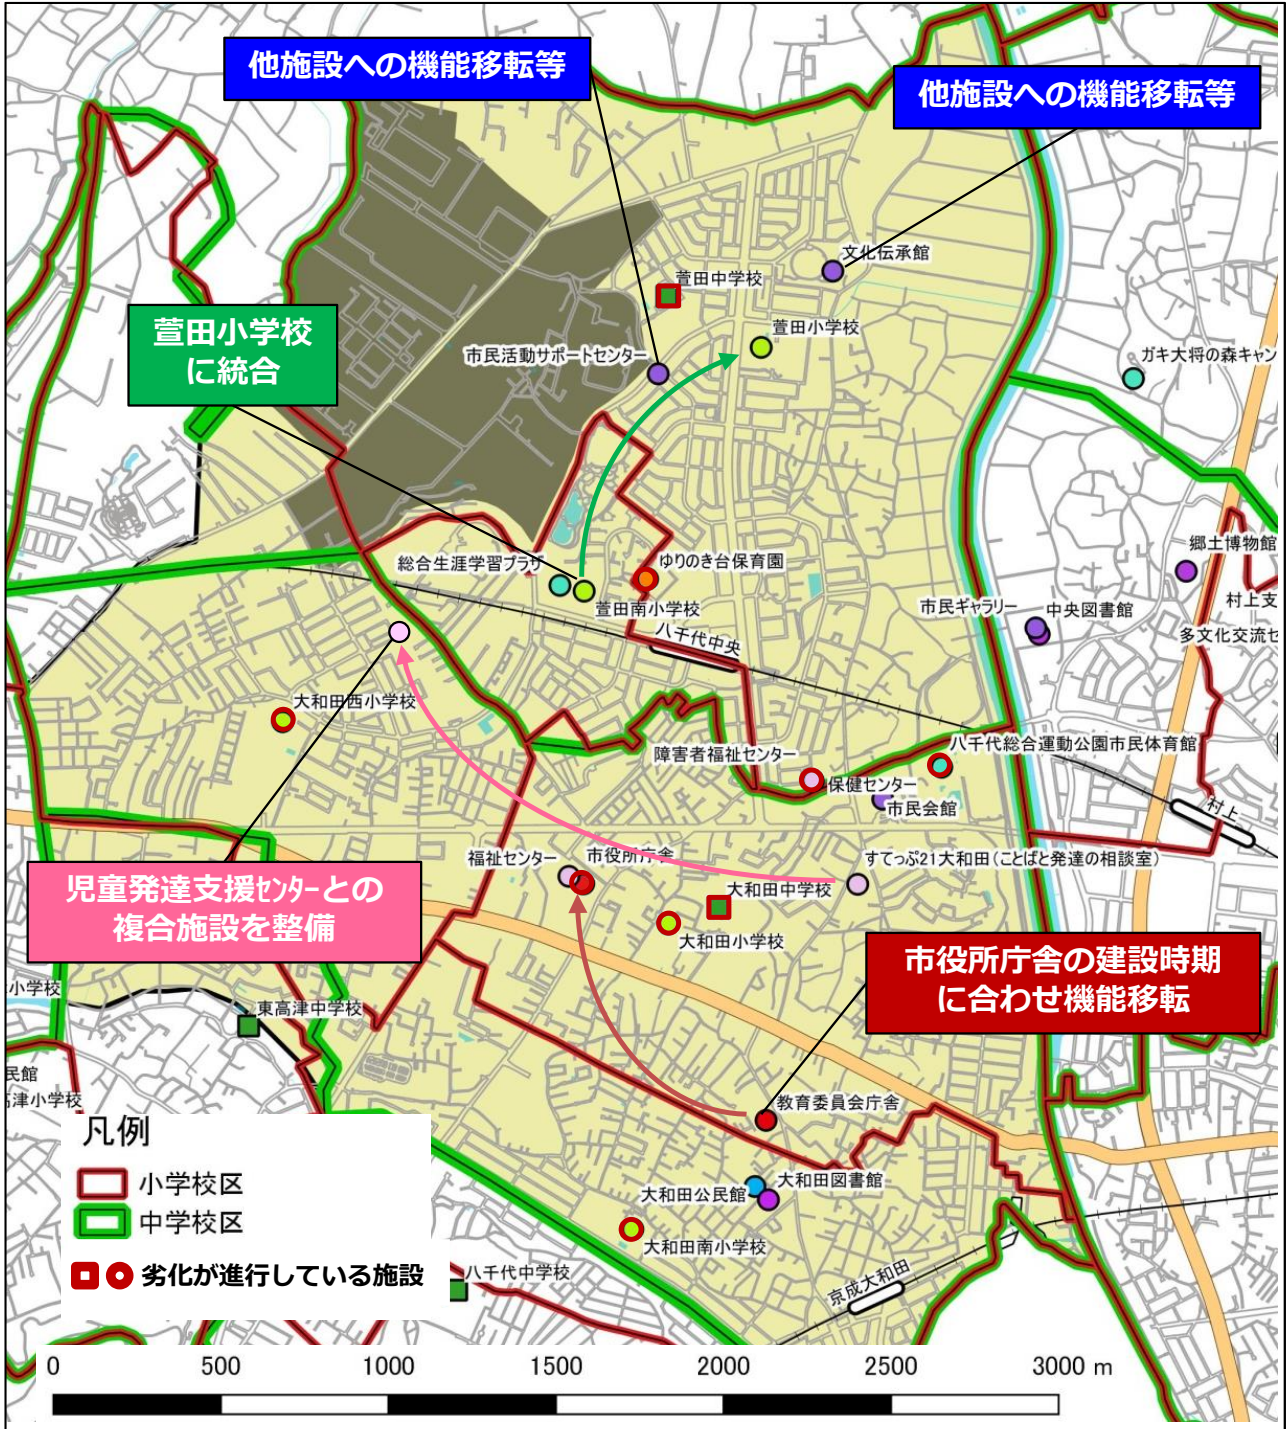 他施設への機能移転等
他施設への機能移転等
文化伝承館
萱田中学校
萱田小学校
萱田小学校
に統合
市民活動サポートセンター
ガキ大将の森キャン
総合生涯学習プラザ
ゆりのき台保育園
萱田南小学校
郷土博物館
村上支
市民ギャラリー
中央図書館
多文化交流セ
八千代中央
大和田西小学校
障害者福祉センター
八千代総合運動公園市民体育館
保健センター
市民会館
村上
福祉センター
市役所庁舎
すてっぷ21大和田(ことばと発達の相談室)
児童発達支援ｾﾝﾀｰとの
複合施設を整備
大和田中学校
大和田小学校
市役所庁舎の建設時期
に合わせ機能移転
小学校
東高津中学校
民館
高津小学校
教育委員会庁舎
大和田公民館
大和田図書館
大和田南小学校
八千代中学校
京成大和田
凡例
小学校区
中学校区
劣化が進行している施設
0 500 1000 1500 2000 2500 3000 m